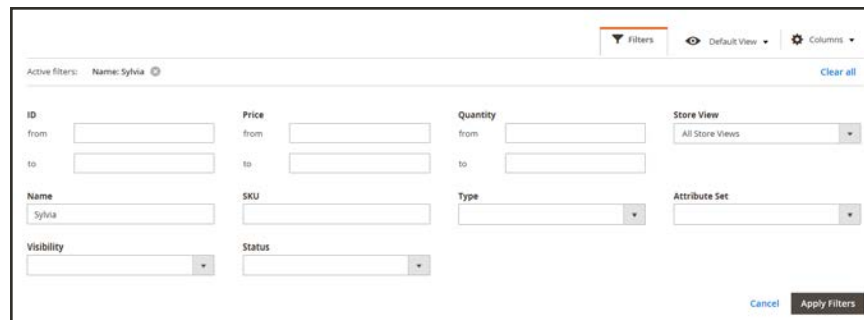 Filters Default View Columns
Active filters: Name: Sylvia Clear all
ID Price Quantity Store View
from from from All Store Views
to to to
Name SKU Type Attribute Set
Sylvia
Visibility Status
Cancel Apply Filters